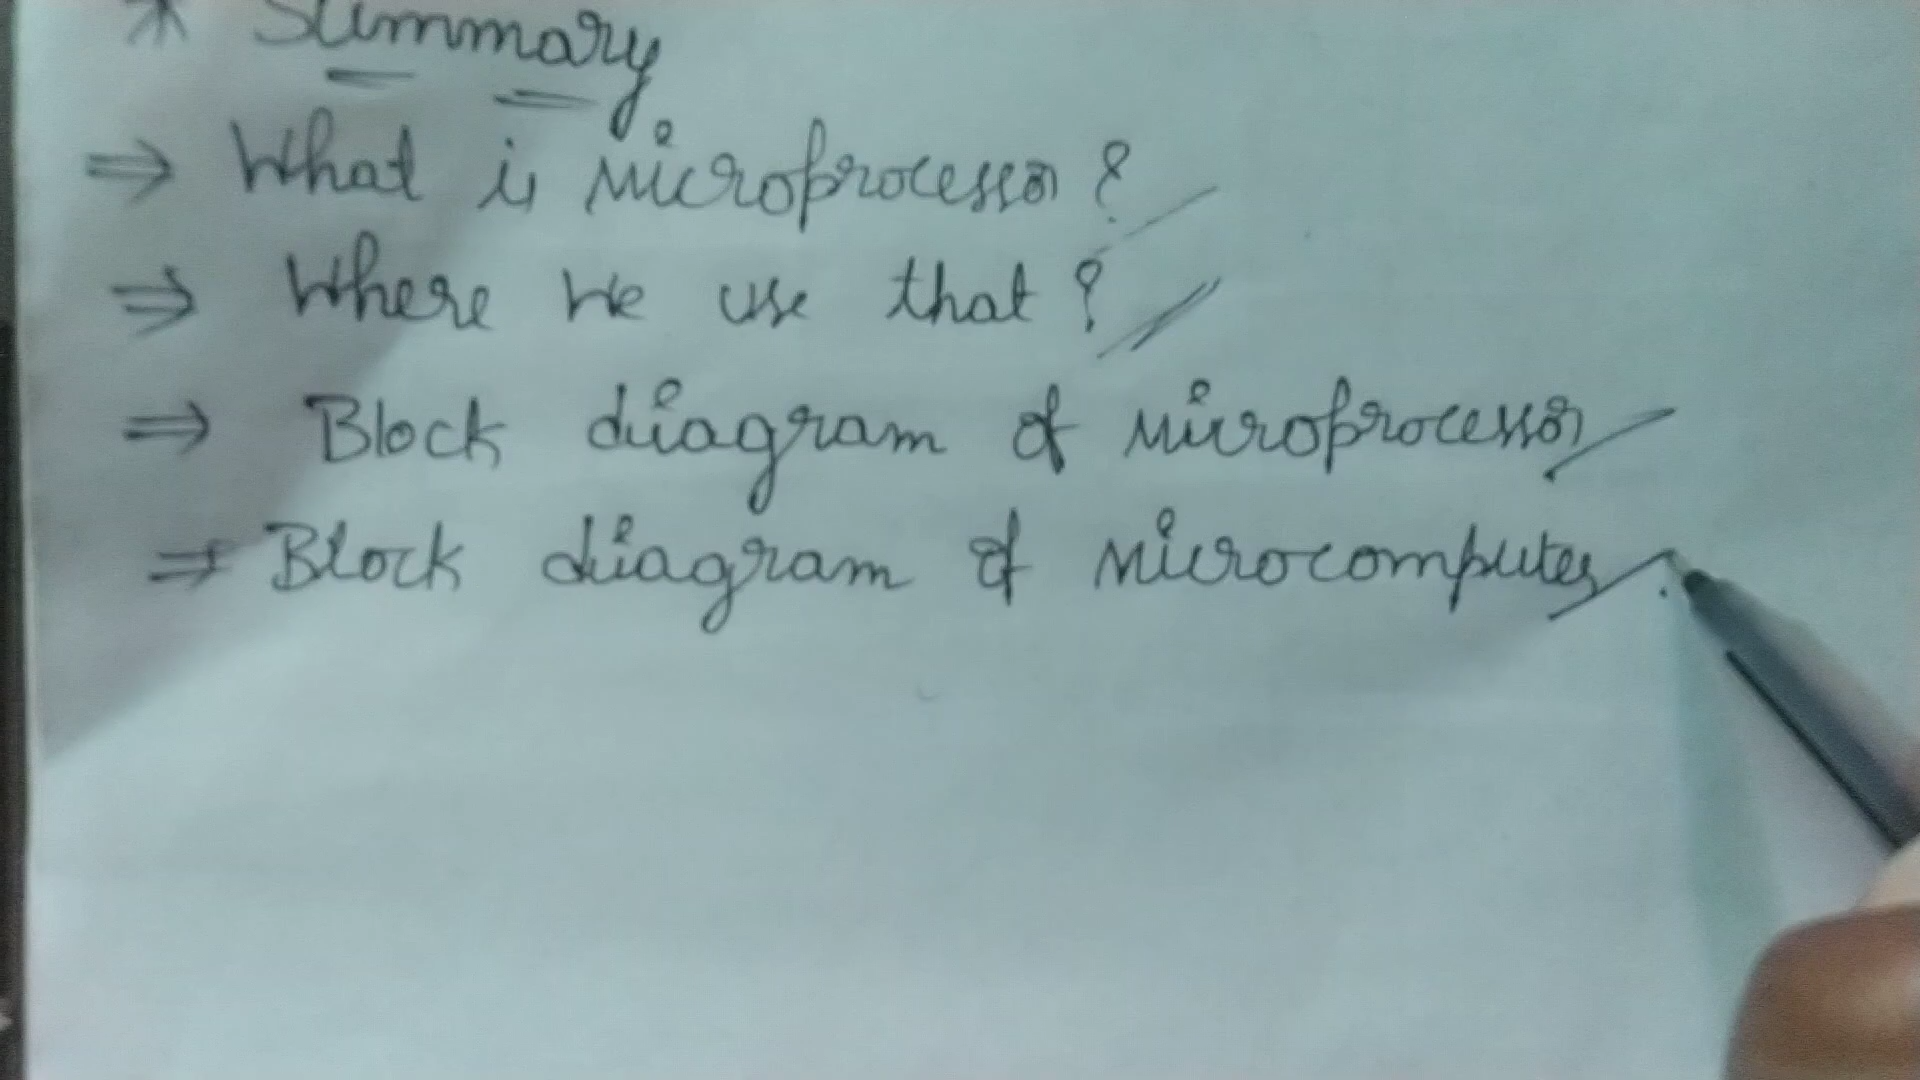 * Summary
⇒ What is microprocessor?
⇒ Where we use that?
⇒ Block diagram of microprocessor
⇒ Block diagram of microcomputer.